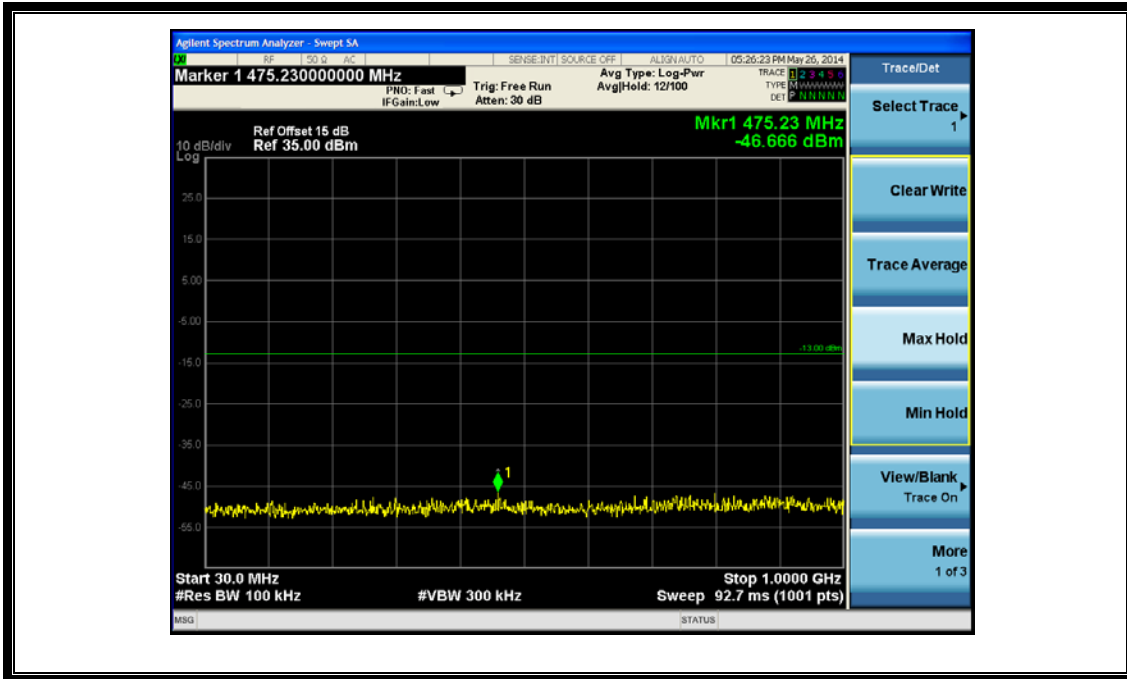 Agilent Spectrum Analyzer - Swept SA
RF 50 Ω AC SENSE:INT SOURCE OFF ALIGN AUTO 05:26:23 PM May 26, 2014
Marker 1 475.230000000 MHz
PNO: Fast
IFGain:Low
Trig: Free Run
Atten: 30 dB
Avg Type: Log-Pwr
Avg|Hold: 12/100
TRACE 1 2 3 4 5 6
TYPE M
DET P N N N N N
Trace/Det
Select Trace
1
Clear Write
Trace Average
Max Hold
Min Hold
View/Blank
Trace On
More
1 of 3
Mkr1 475.23 MHz
-46.666 dBm
Ref Offset 15 dB
10 dB/div Ref 35.00 dBm
Log
25.0
15.0
5.00
-5.00
-13.00 dBm
-15.0
-25.0
-35.0
1
-45.0
-55.0
Start 30.0 MHz Stop 1.0000 GHz
#Res BW 100 kHz #VBW 300 kHz Sweep 92.7 ms (1001 pts)
MSG STATUS